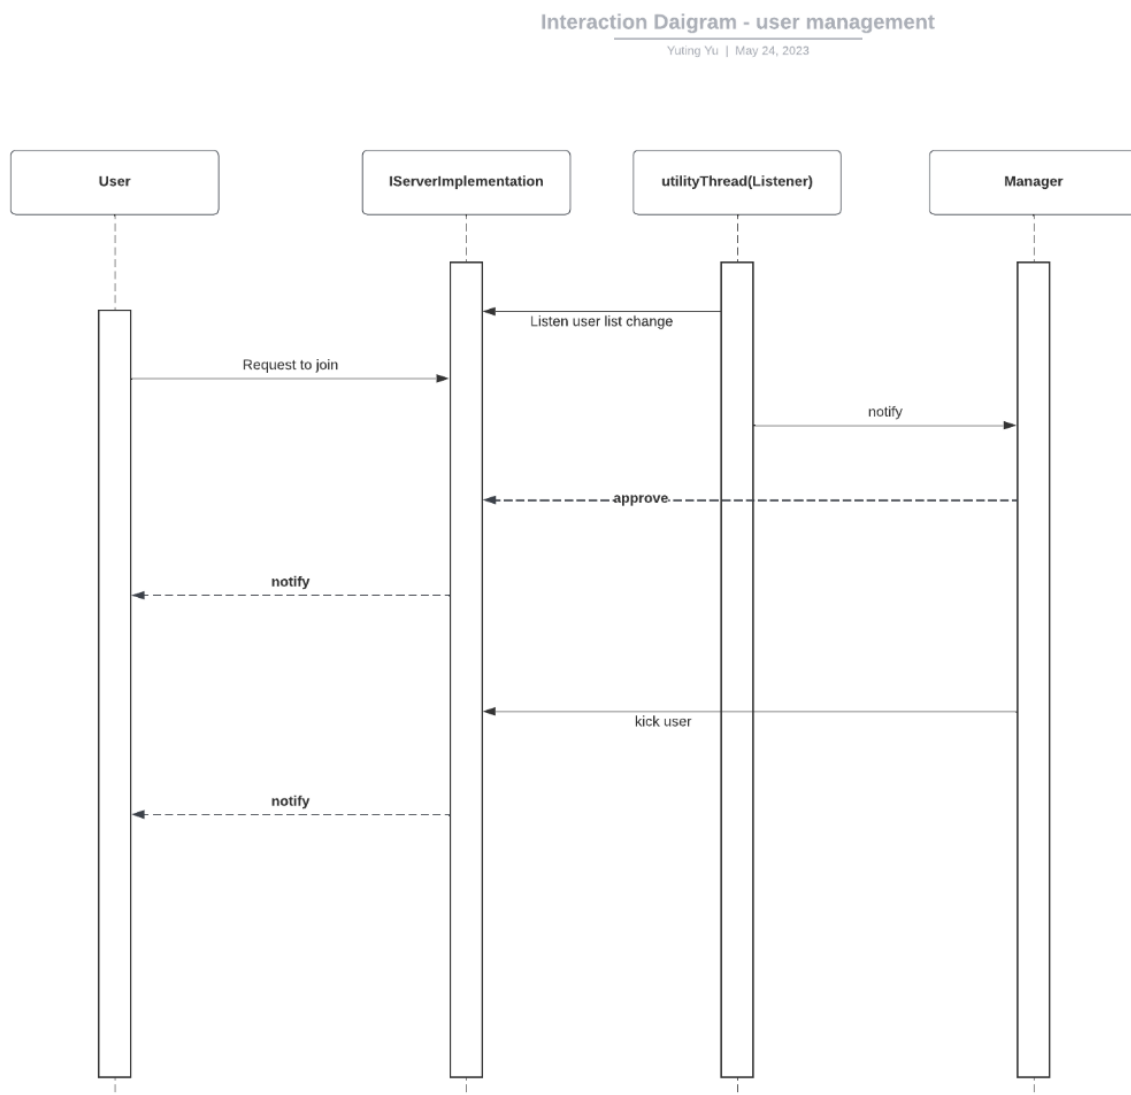 Interaction Daigram - user management
Yuting Yu | May 24, 2023
User
IServerImplementation
utilityThread(Listener)
Manager
Listen user list change
Request to join
notify
approve
notify
kick user
notify